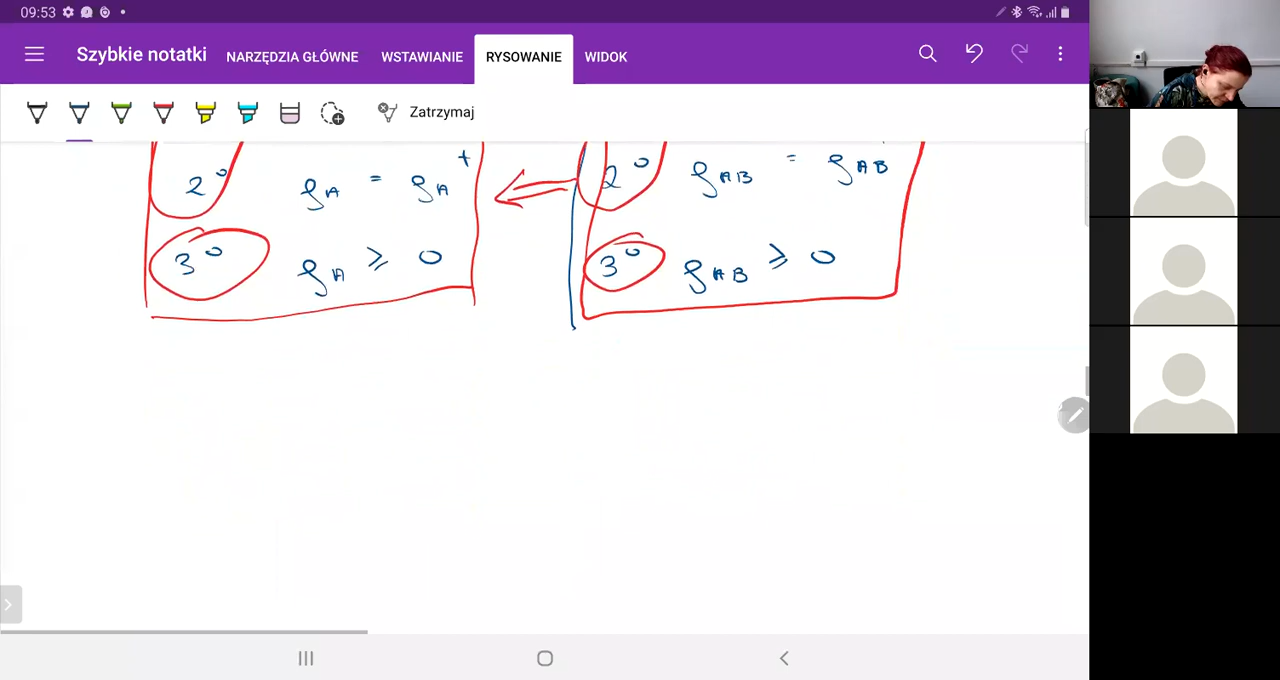 09:53
Szybkie notatki NARZĘDZIA GŁÓWNE WSTAWIANIE RYSOWANIE WIDOK
Zatrzymaj
2° ρA = ρA+
2° ρAB = ρAB
3° ρA ≥ 0
3° ρAB ≥ 0